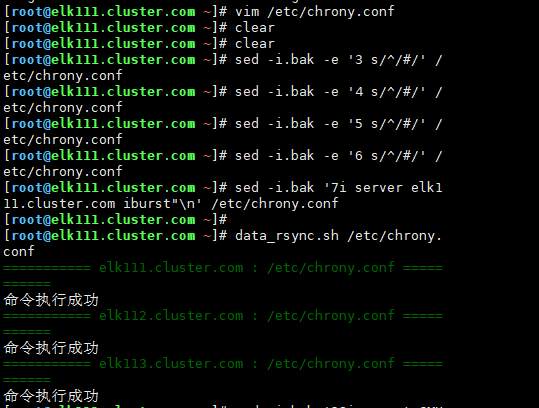 [root@elk111.cluster.com ~]# vim /etc/chrony.conf
[root@elk111.cluster.com ~]# clear
[root@elk111.cluster.com ~]# clear
[root@elk111.cluster.com ~]# sed -i.bak -e '3 s/^/#/' /
etc/chrony.conf
[root@elk111.cluster.com ~]# sed -i.bak -e '4 s/^/#/' /
etc/chrony.conf
[root@elk111.cluster.com ~]# sed -i.bak -e '5 s/^/#/' /
etc/chrony.conf
[root@elk111.cluster.com ~]# sed -i.bak -e '6 s/^/#/' /
etc/chrony.conf
[root@elk111.cluster.com ~]# sed -i.bak '7i server elk1
11.cluster.com iburst"\n' /etc/chrony.conf
[root@elk111.cluster.com ~]#
[root@elk111.cluster.com ~]# data_rsync.sh /etc/chrony.
conf
=========== elk111.cluster.com : /etc/chrony.conf =====
======
命令执行成功
=========== elk112.cluster.com : /etc/chrony.conf =====
======
命令执行成功
=========== elk113.cluster.com : /etc/chrony.conf =====
======
命令执行成功